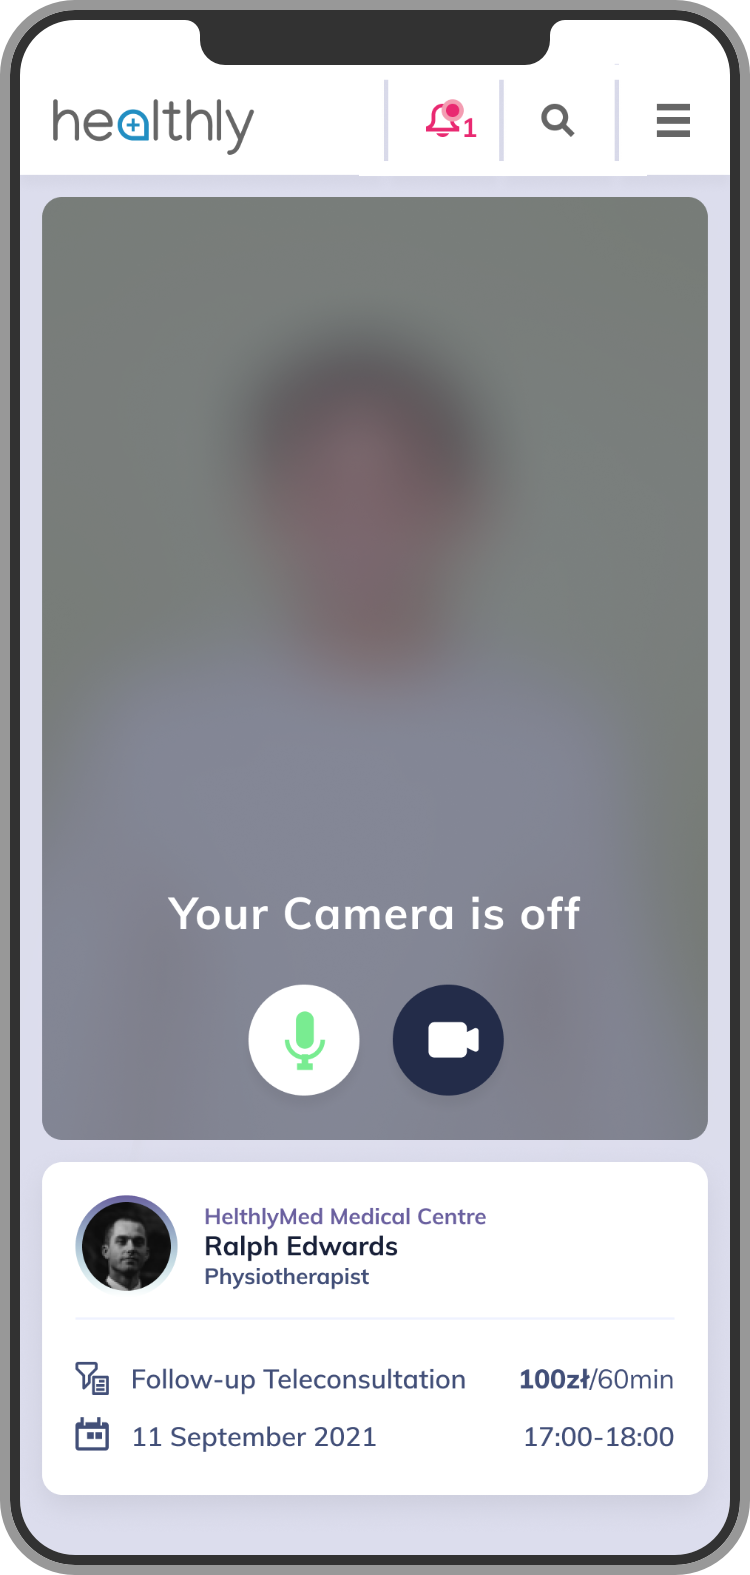 healthly
1
Your Camera is off
HelthlyMed Medical Centre
Ralph Edwards
Physiotherapist
Follow-up Teleconsultation 100zł/60min
11 September 2021 17:00-18:00